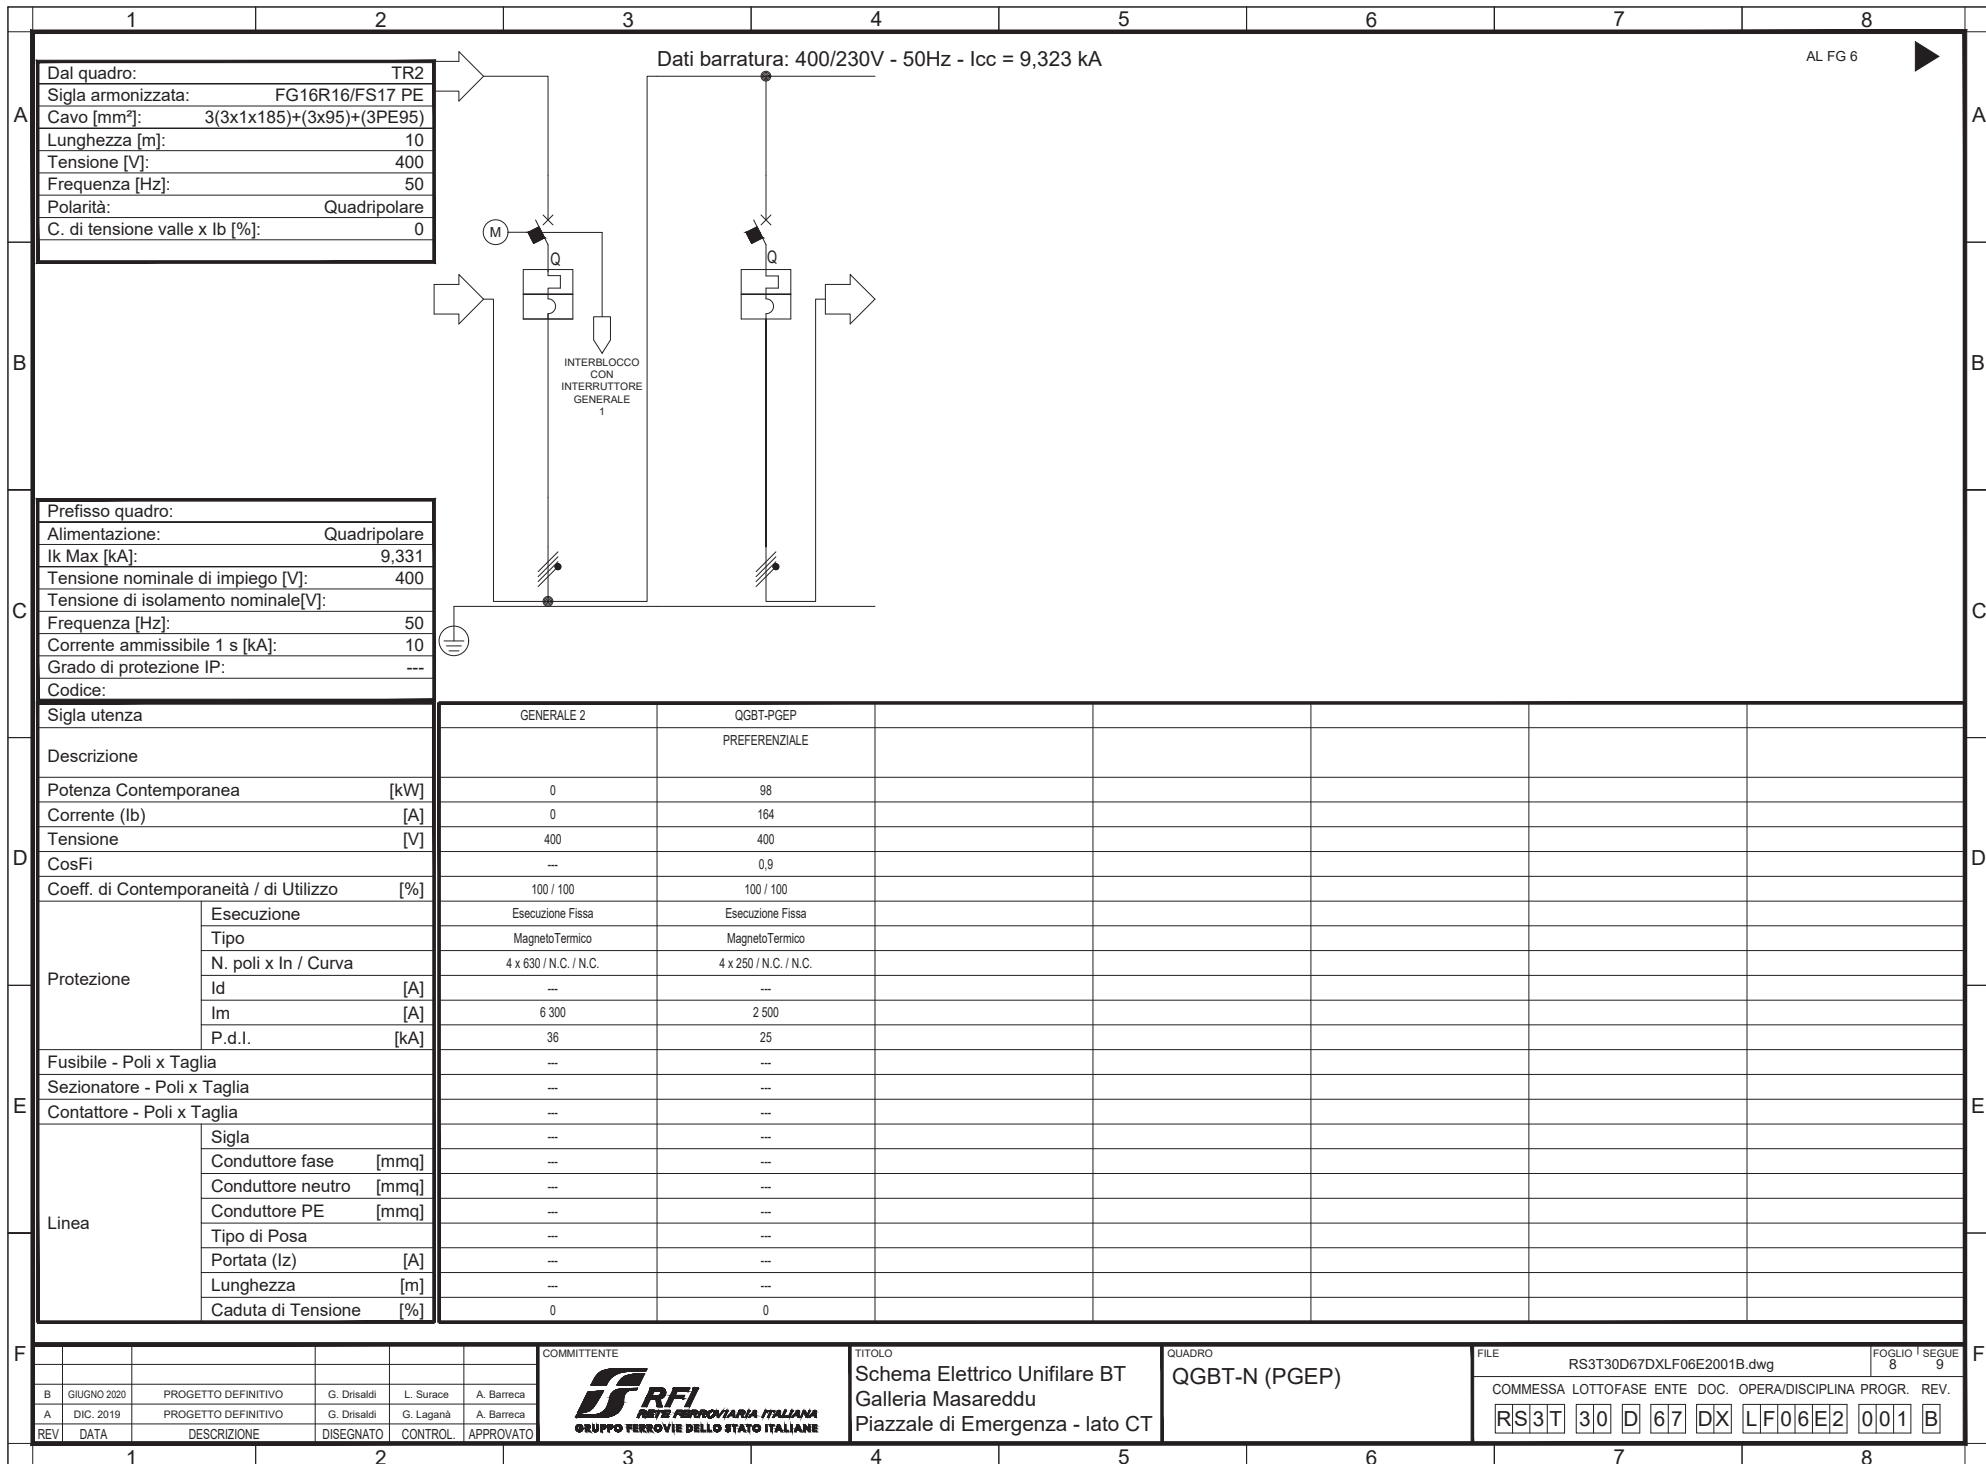 1 2 3 4 5 6 7 8
Dati barratura: 400/230V - 50Hz - Icc = 9,323 kA
AL FG 6
A A
Dal quadro: TR2
Sigla armonizzata: FG16R16/FS17 PE
Cavo [mm²]: 3(3x1x185)+(3x95)+(3PE95)
Lunghezza [m]: 10
Tensione [V]: 400
Frequenza [Hz]: 50
Polarità: Quadripolare
C. di tensione valle x Ib [%]: 0
M
Q Q
INTERBLOCCO
CON
INTERRUTTORE
GENERALE
1
B B
Prefisso quadro:
Alimentazione: Quadripolare
Ik Max [kA]: 9,331
Tensione nominale di impiego [V]: 400
Tensione di isolamento nominale[V]:
Frequenza [Hz]: 50
Corrente ammissibile 1 s [kA]: 10
Grado di protezione IP: ---
Codice:
C C
Sigla utenza GENERALE 2 QGBT-PGEP
Descrizione PREFERENZIALE
Potenza Contemporanea [kW] 0 98
Corrente (Ib) [A] 0 164
Tensione [V] 400 400
D D
CosFi --- 0,9
Coeff. di Contemporaneità / di Utilizzo [%] 100 / 100 100 / 100
Protezione
Esecuzione Esecuzione Fissa Esecuzione Fissa
Tipo MagnetoTermico MagnetoTermico
N. poli x In / Curva 4 x 630 / N.C. / N.C. 4 x 250 / N.C. / N.C.
Id [A] --- ---
Im [A] 6 300 2 500
P.d.I. [kA] 36 25
Fusibile - Poli x Taglia --- ---
Sezionatore - Poli x Taglia --- ---
E E
Contattore - Poli x Taglia --- ---
Linea
Sigla --- ---
Conduttore fase [mmq] --- ---
Conduttore neutro [mmq] --- ---
Conduttore PE [mmq] --- ---
Tipo di Posa --- ---
Portata (Iz) [A] --- ---
Lunghezza [m] --- ---
Caduta di Tensione [%] 0 0
F F
B GIUGNO 2020 PROGETTO DEFINITIVO G. Drisaldi L. Surace A. Barreca
A DIC. 2019 PROGETTO DEFINITIVO G. Drisaldi G. Laganà A. Barreca
REV DATA DESCRIZIONE DISEGNATO CONTROL. APPROVATO
COMMITTENTE
RFI
RETE FERROVIARIA ITALIANA
GRUPPO FERROVIE DELLO STATO ITALIANE
TITOLO
Schema Elettrico Unifilare BT
Galleria Masareddu
Piazzale di Emergenza - lato CT
QUADRO
QGBT-N (PGEP)
FILE
RS3T30D67DXLF06E2001B.dwg
FOGLIO SEGUE
8 9
COMMESSA LOTTO FASE ENTE DOC. OPERA/DISCIPLINA PROGR. REV.
RS3T 30 D 67 DX LF06E2 001 B
1 2 3 4 5 6 7 8